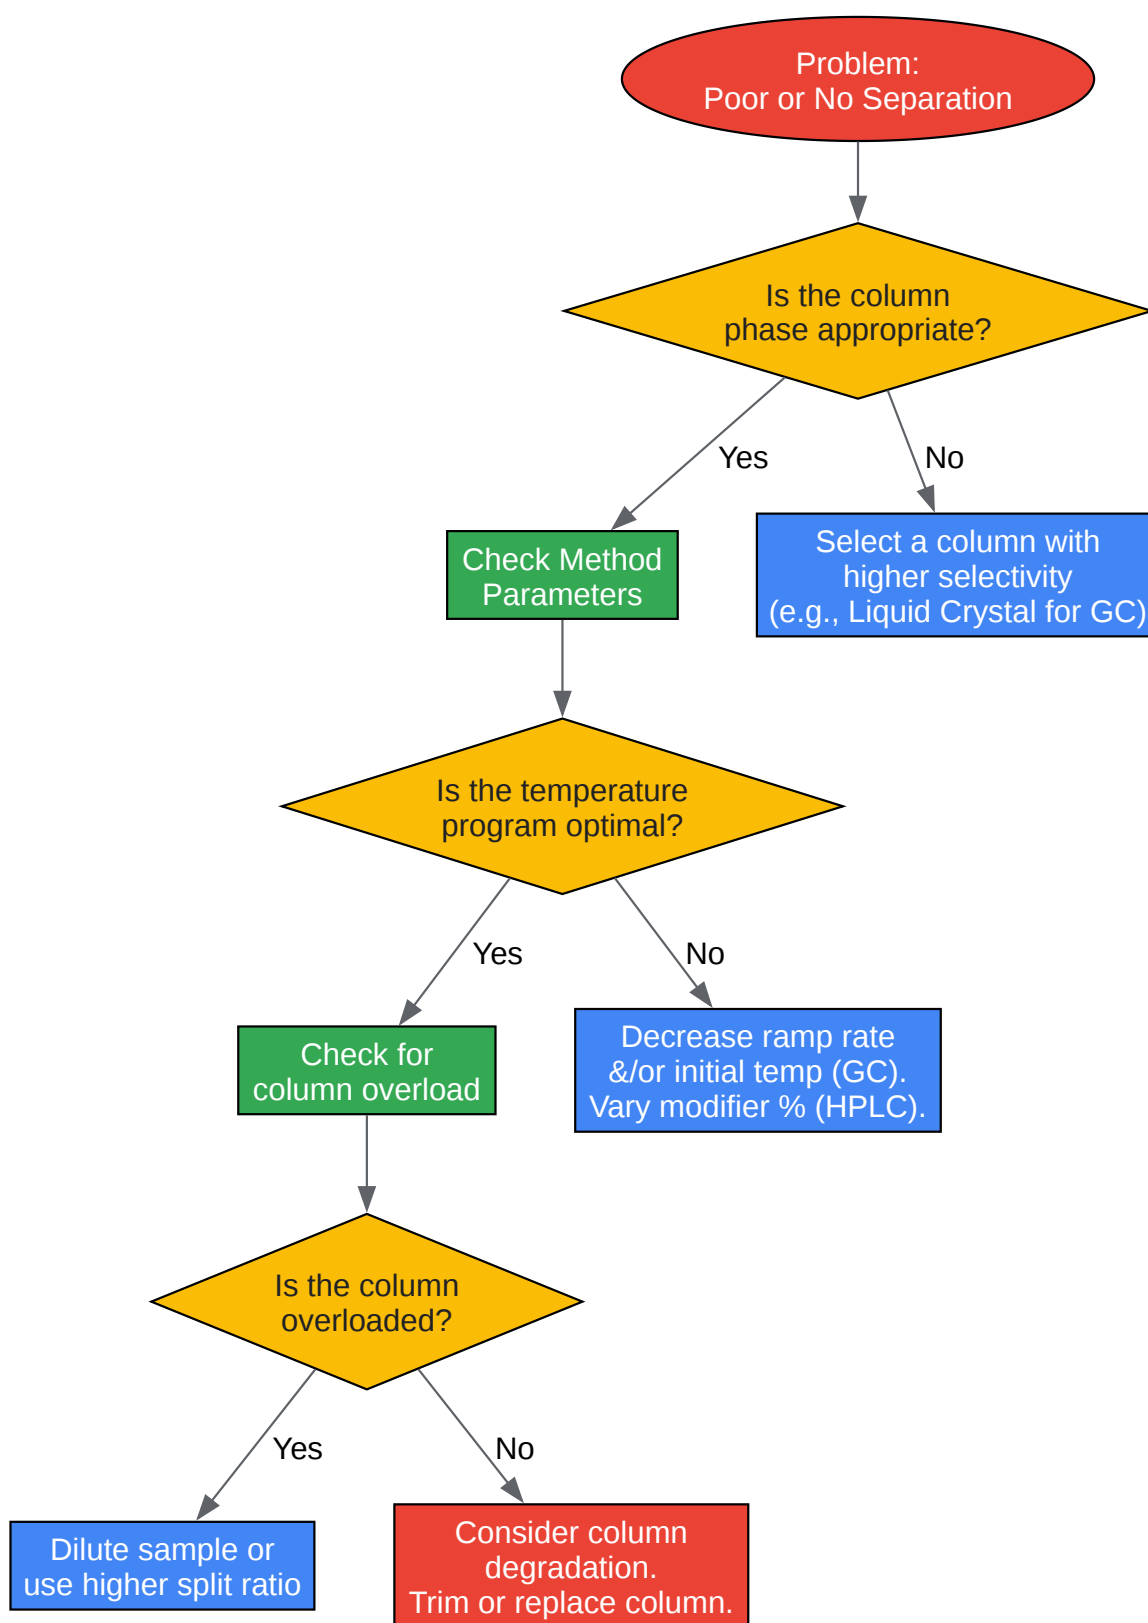 Problem:
Poor or No Separation
Is the column
phase appropriate?
Yes
No
Check Method
Parameters
Select a column with
higher selectivity
(e.g., Liquid Crystal for GC)
Is the temperature
program optimal?
Yes
No
Check for
column overload
Decrease ramp rate
&/or initial temp (GC).
Vary modifier % (HPLC).
Is the column
overloaded?
Yes
No
Dilute sample or
use higher split ratio
Consider column
degradation.
Trim or replace column.